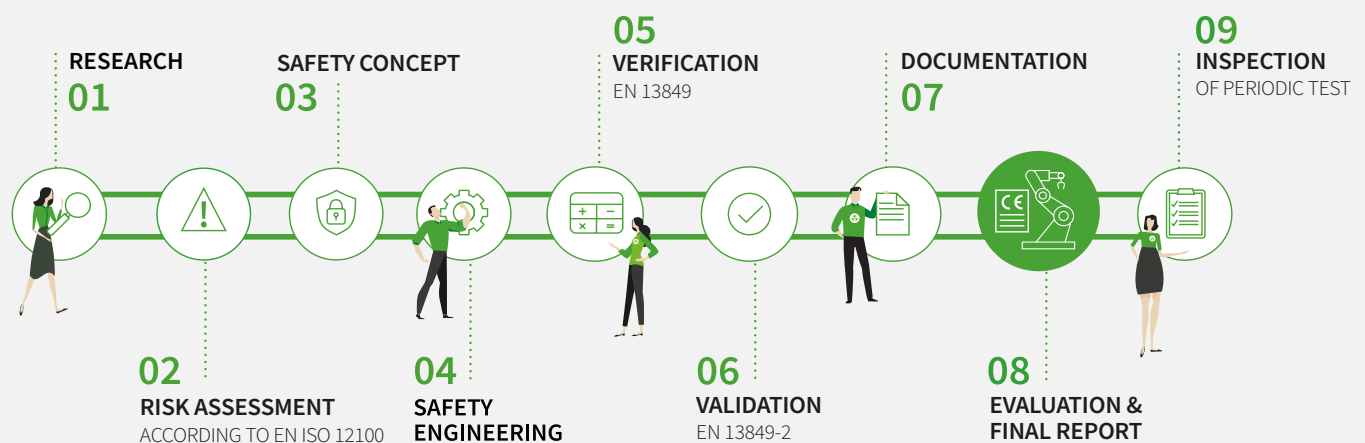 RESEARCH
01
02
RISK ASSESSMENT
ACCORDING TO EN ISO 12100
SAFETY CONCEPT
03
04
SAFETY
ENGINEERING
05
VERIFICATION
EN 13849
+ −
× =
06
VALIDATION
EN 13849-2
DOCUMENTATION
07
CE
08
EVALUATION &
FINAL REPORT
09
INSPECTION
OF PERIODIC TEST